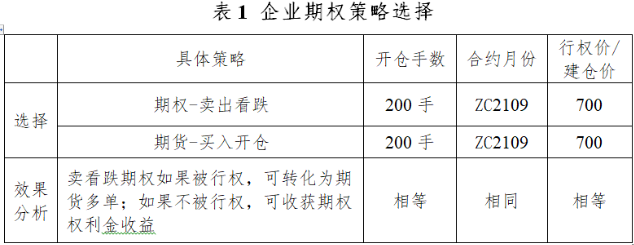 表 1 企业期权策略选择
具体策略 开仓手数 合约月份 行权价/
建仓价
选择 期权-卖出看跌 200 手 ZC2109 700
期货-买入开仓 200 手 ZC2109 700
效果
分析 卖看跌期权如果被行权，可转化为期
货多单；如果不被行权，可收获期权
权利金收益 相等 相同 相等